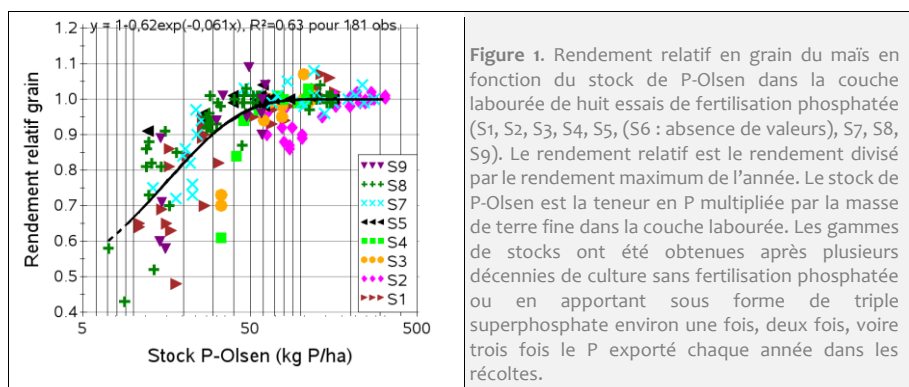 y = 1-0,62exp(-0,061x), R²=0,63 pour 181 obs
1.2
1.1
1.0
0.9
0.8
0.7
0.6
0.5
0.4
Rendement relatif grain
S9
S8
S7
S5
S4
S3
S2
S1
5
50
500
Stock P-Olsen (kg P/ha)
Figure 1. Rendement relatif en grain du maïs en
fonction du stock de P-Olsen dans la couche
labourée de huit essais de fertilisation phosphatée
(S1, S2, S3, S4, S5, (S6 : absence de valeurs), S7, S8,
S9). Le rendement relatif est le rendement divisé
par le rendement maximum de l'année. Le stock de
P-Olsen est la teneur en P multipliée par la masse
de terre fine dans la couche labourée. Les gammes
de stocks ont été obtenues après plusieurs
décennies de culture sans fertilisation phosphatée
ou en apportant sous forme de triple
superphosphate environ une fois, deux fois, voire
trois fois le P exporté chaque année dans les
récoltes.